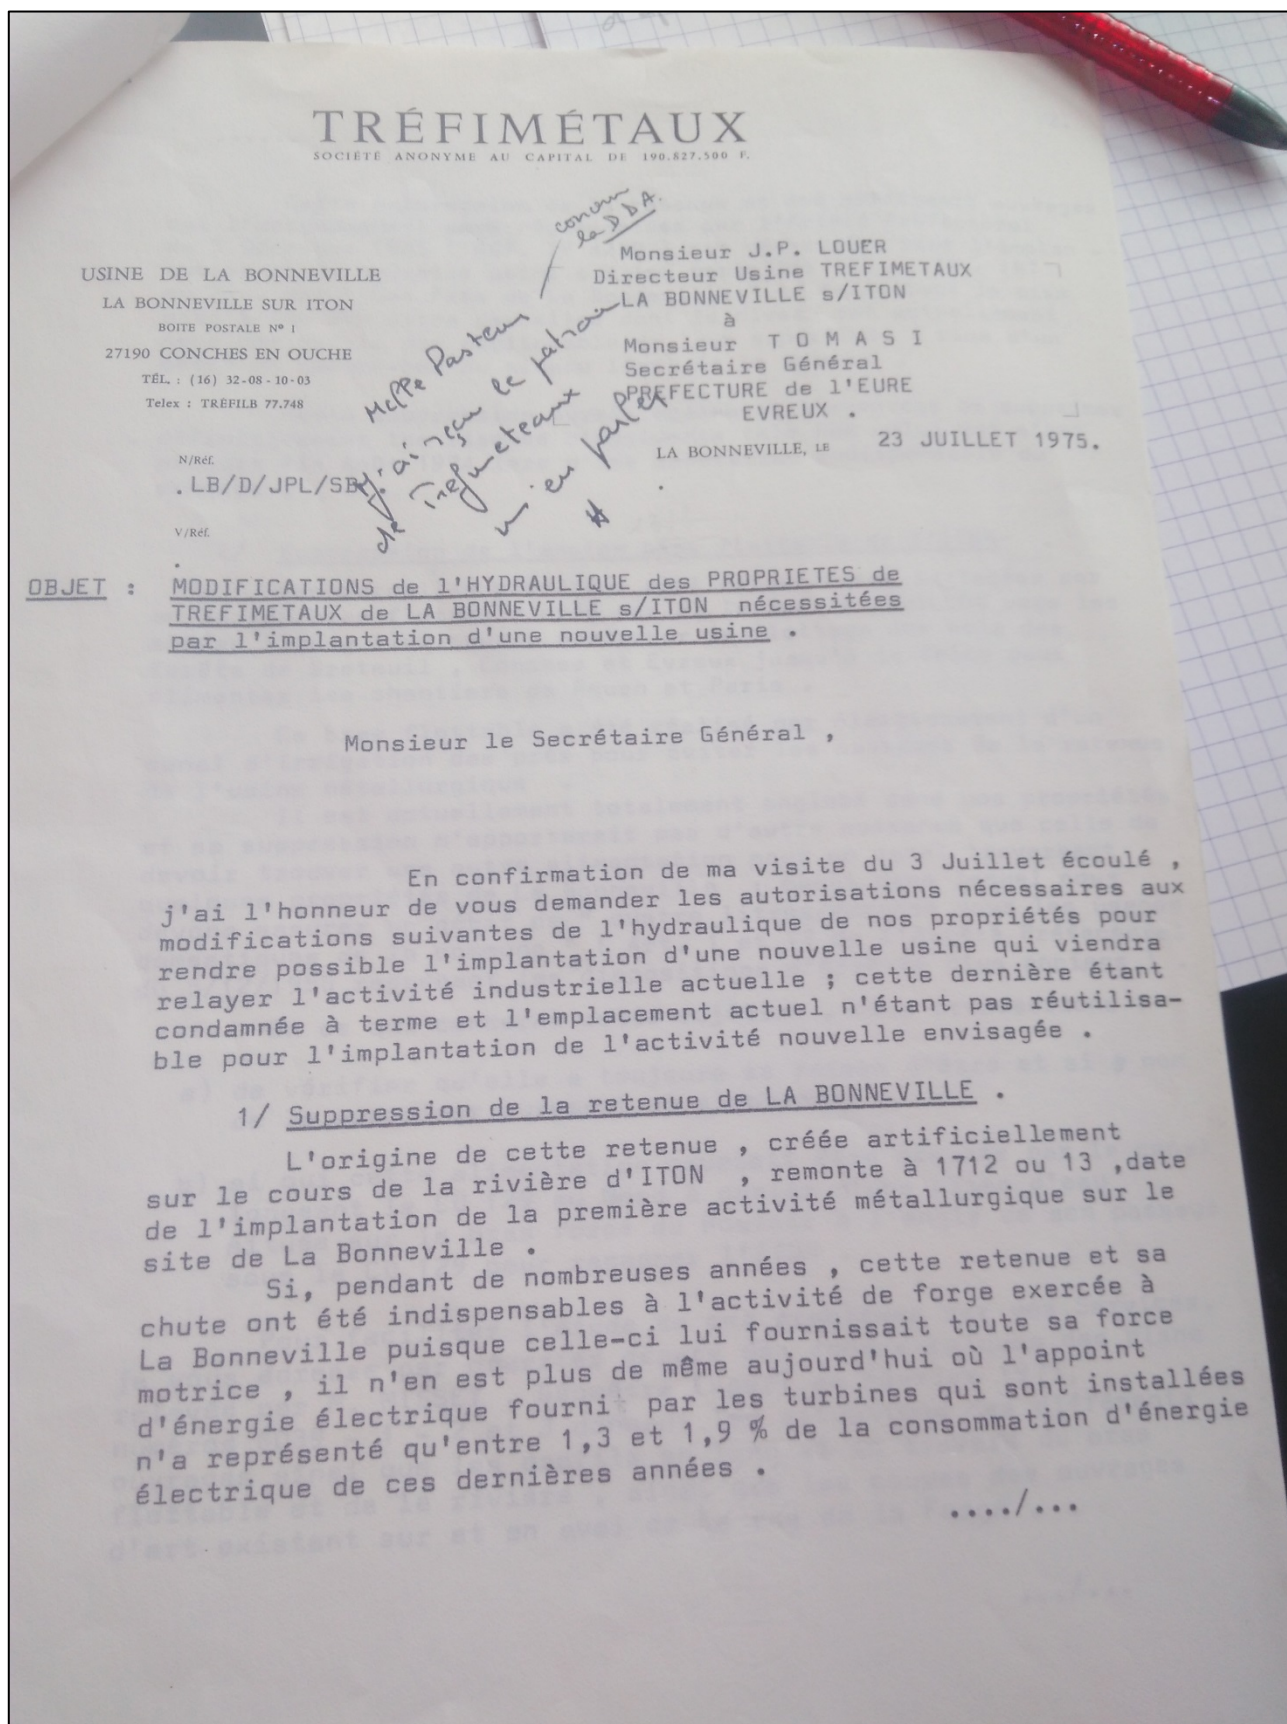 TRÉFIMÉTAUX
SOCIÉTÉ ANONYME AU CAPITAL DE 190.827.500 F.
concerne
la DDA.
USINE DE LA BONNEVILLE
LA BONNEVILLE SUR ITON
BOITE POSTALE Nº 1
27190 CONCHES EN OUCHE
TÉL. : (16) 32-08-10-03
Telex : TRÉFILB 77.748
Monsieur J.P. LOUER
Directeur Usine TREFIMETAUX
LA BONNEVILLE s/ITON
à
Monsieur T O M A S I
Secrétaire Général
PREFECTURE de l'EURE
EVREUX .
LA BONNEVILLE, LE 23 JUILLET 1975.
Pasteur
j'ai reçu le patron
de Trefimeteaux
m'en parler
N/Réf.
. LB/D/JPL/SB
V/Réf.
.
OBJET : MODIFICATIONS de l'HYDRAULIQUE des PROPRIETES de
TREFIMETAUX de LA BONNEVILLE s/ITON nécessitées
par l'implantation d'une nouvelle usine .
Monsieur le Secrétaire Général ,
En confirmation de ma visite du 3 Juillet écoulé ,
j'ai l'honneur de vous demander les autorisations nécessaires aux
modifications suivantes de l'hydraulique de nos propriétés pour
rendre possible l'implantation d'une nouvelle usine qui viendra
relayer l'activité industrielle actuelle ; cette dernière étant
condamnée à terme et l'emplacement actuel n'étant pas réutilisa-
ble pour l'implantation de l'activité nouvelle envisagée .
1/ Suppression de la retenue de LA BONNEVILLE .
L'origine de cette retenue , créée artificiellement
sur le cours de la rivière d'ITON , remonte à 1712 ou 13 ,date
de l'implantation de la première activité métallurgique sur le
site de La Bonneville .
Si, pendant de nombreuses années , cette retenue et sa
chute ont été indispensables à l'activité de forge exercée à
La Bonneville puisque celle-ci lui fournissait toute sa force
motrice , il n'en est plus de même aujourd'hui où l'appoint
d'énergie électrique fourni par les turbines qui sont installées
n'a représenté qu'entre 1,3 et 1,9 % de la consommation d'énergie
électrique de ces dernières années .
..../...